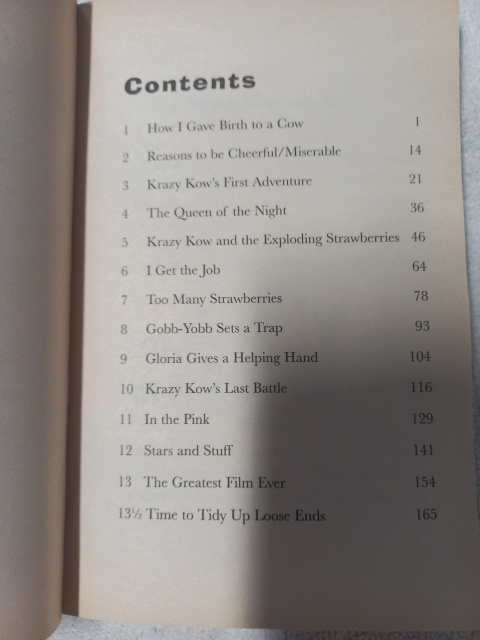 Contents
1 How I Gave Birth to a Cow 1
2 Reasons to be Cheerful/Miserable 14
3 Krazy Kow's First Adventure 21
4 The Queen of the Night 36
5 Krazy Kow and the Exploding Strawberries 46
6 I Get the Job 64
7 Too Many Strawberries 78
8 Gobb-Yobb Sets a Trap 93
9 Gloria Gives a Helping Hand 104
10 Krazy Kow's Last Battle 116
11 In the Pink 129
12 Stars and Stuff 141
13 The Greatest Film Ever 154
13½ Time to Tidy Up Loose Ends 165